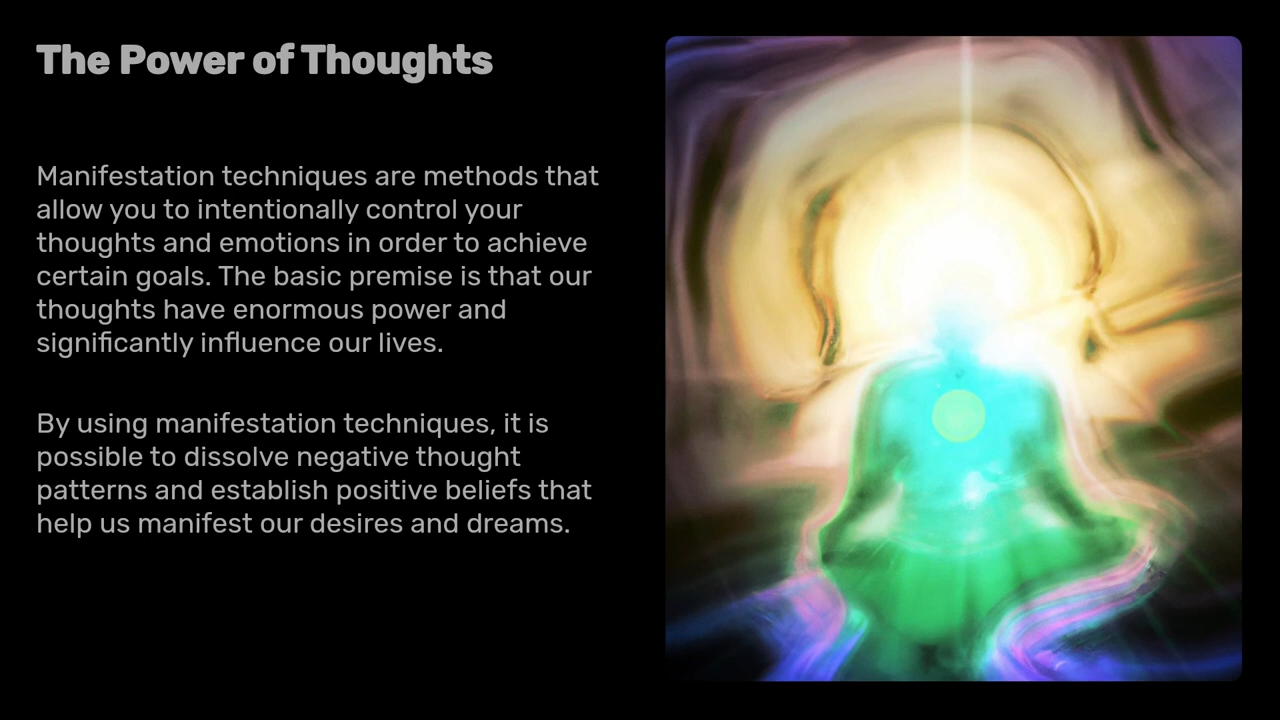 The Power of Thoughts
Manifestation techniques are methods that
allow you to intentionally control your
thoughts and emotions in order to achieve
certain goals. The basic premise is that our
thoughts have enormous power and
significantly influence our lives.
By using manifestation techniques, it is
possible to dissolve negative thought
patterns and establish positive beliefs that
help us manifest our desires and dreams.